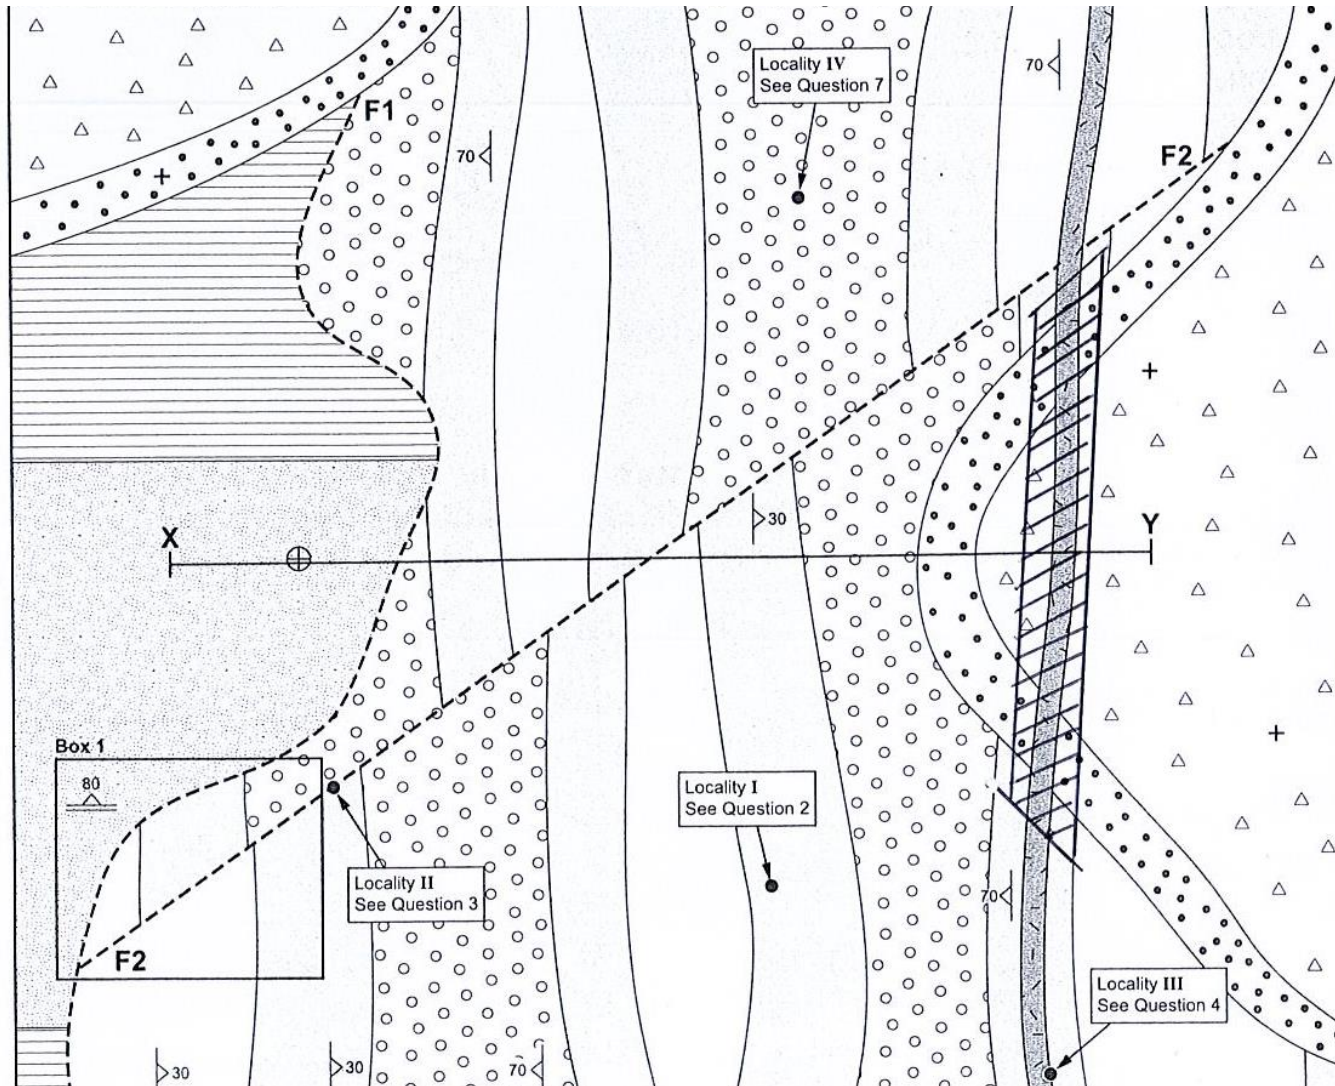 Locality IV
See Question 7
70
F1
70
F2
X
30
Y
Box 1
80
Locality I
See Question 2
Locality II
See Question 3
70
F2
Locality III
See Question 4
30
30
70